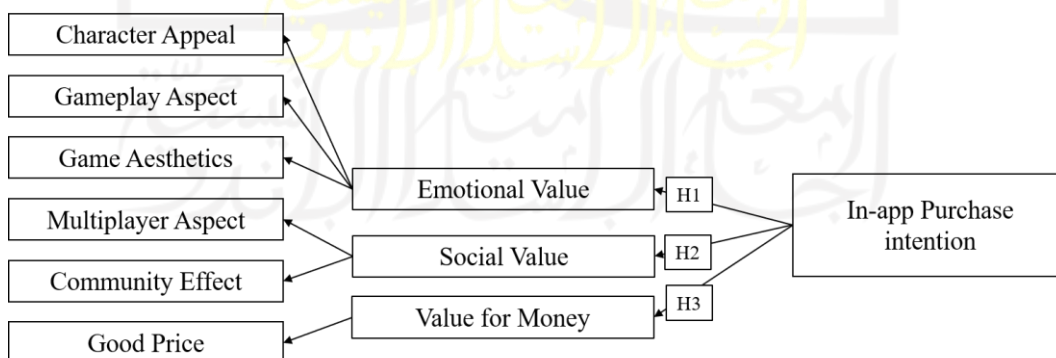 Character Appeal
Gameplay Aspect
Game Aesthetics
Multiplayer Aspect
Community Effect
Good Price
Emotional Value
Social Value
Value for Money
H1
H2
H3
In-app Purchase
intention